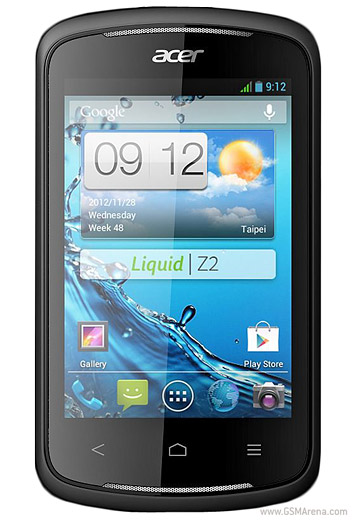 acer
9:12
Google
09 12
2012/11/28
Wednesday
Week 48
Taipei
Liquid | Z2
Gallery
Play Store
© www.GSMArena.com